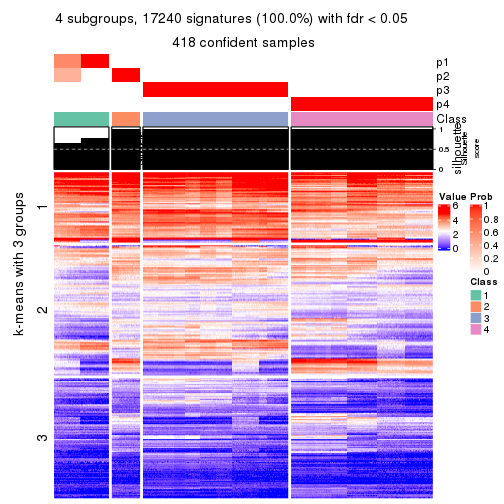 4 subgroups, 17240 signatures (100.0%) with fdr < 0.05
418 confident samples
p1
p2
p3
p4
Class
1
0.5
0
silhouette
Silhouette
score
k-means with 3 groups
1
2
3
Value
6
4
2
0
Prob
1
0.8
0.6
0.4
0.2
0
Class
1
2
3
4